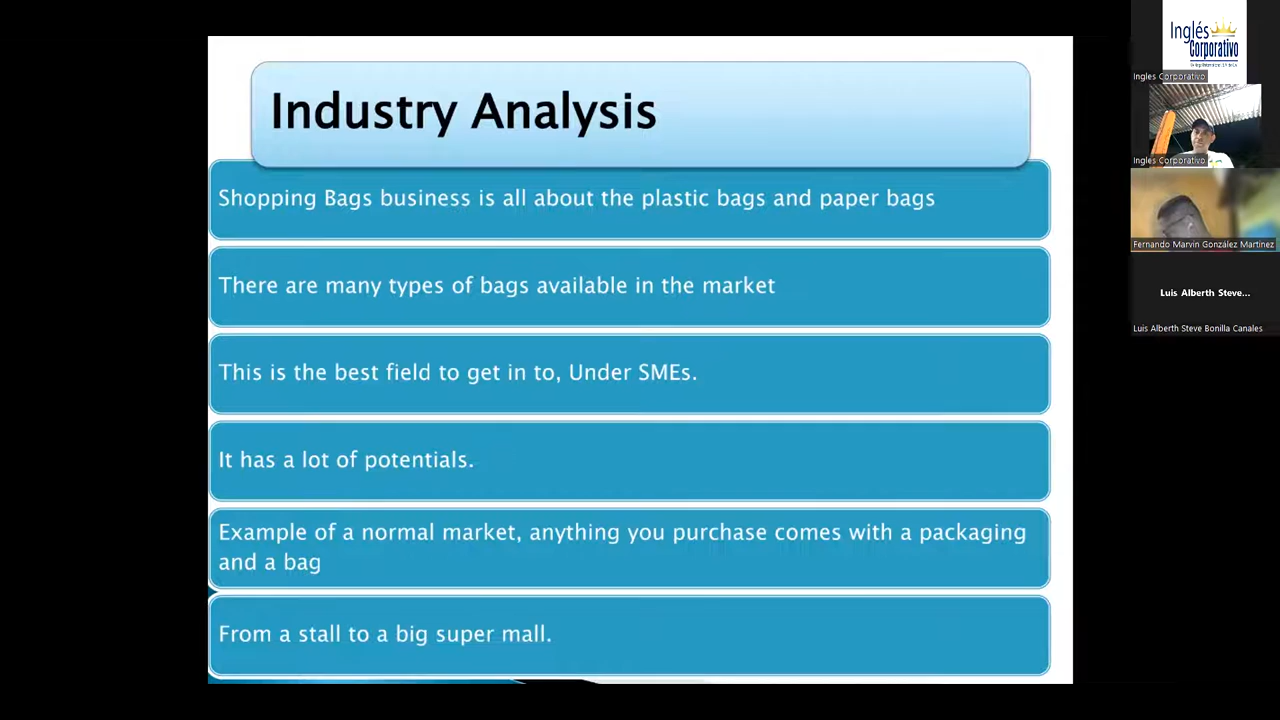 Industry Analysis
Shopping Bags business is all about the plastic bags and paper bags
There are many types of bags available in the market
This is the best field to get in to, Under SMEs.
It has a lot of potentials.
Example of a normal market, anything you purchase comes with a packaging
and a bag
From a stall to a big super mall.
Inglés
Corporativo
Ingles Corporativo
Ingles Corporativo
Fernando Marvin González Martínez
Luis Alberth Steve...
Luis Alberth Steve Bonilla Canales